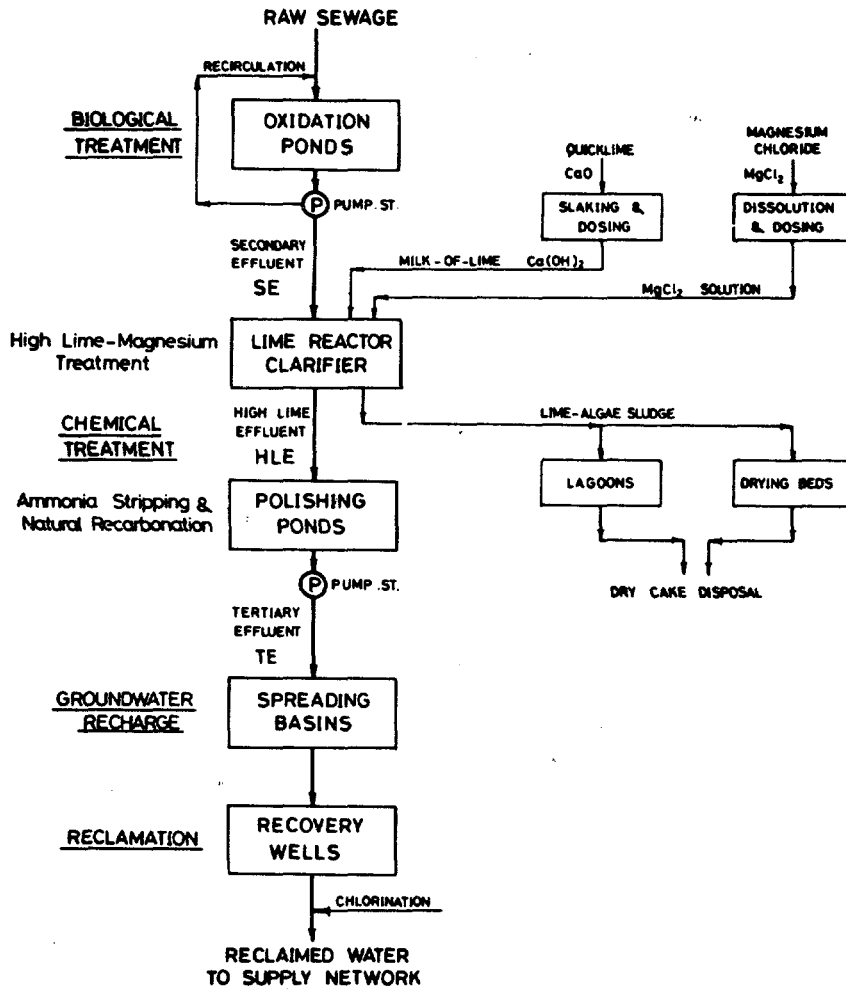 RAW SEWAGE
RECIRCULATION
BIOLOGICAL
TREATMENT
OXIDATION
PONDS
P
PUMP. ST.
QUICKLIME
CaO
MAGNESIUM
CHLORIDE
MgCl2
SLAKING &
DOSING
DISSOLUTION
& DOSING
SECONDARY
EFFLUENT
SE
MILK-OF-LIME Ca(OH)2
MgCl2 SOLUTION
High Lime-Magnesium
Treatment
LIME REACTOR
CLARIFIER
HIGH LIME
EFFLUENT
HLE
LIME-ALGAE SLUDGE
CHEMICAL
TREATMENT
LAGOONS
DRYING BEDS
Ammonia Stripping &
Natural Recarbonation
POLISHING
PONDS
P
PUMP. ST.
DRY CAKE DISPOSAL
TERTIARY
EFFLUENT
TE
GROUNDWATER
RECHARGE
SPREADING
BASINS
RECLAMATION
RECOVERY
WELLS
CHLORINATION
RECLAIMED WATER
TO SUPPLY NETWORK